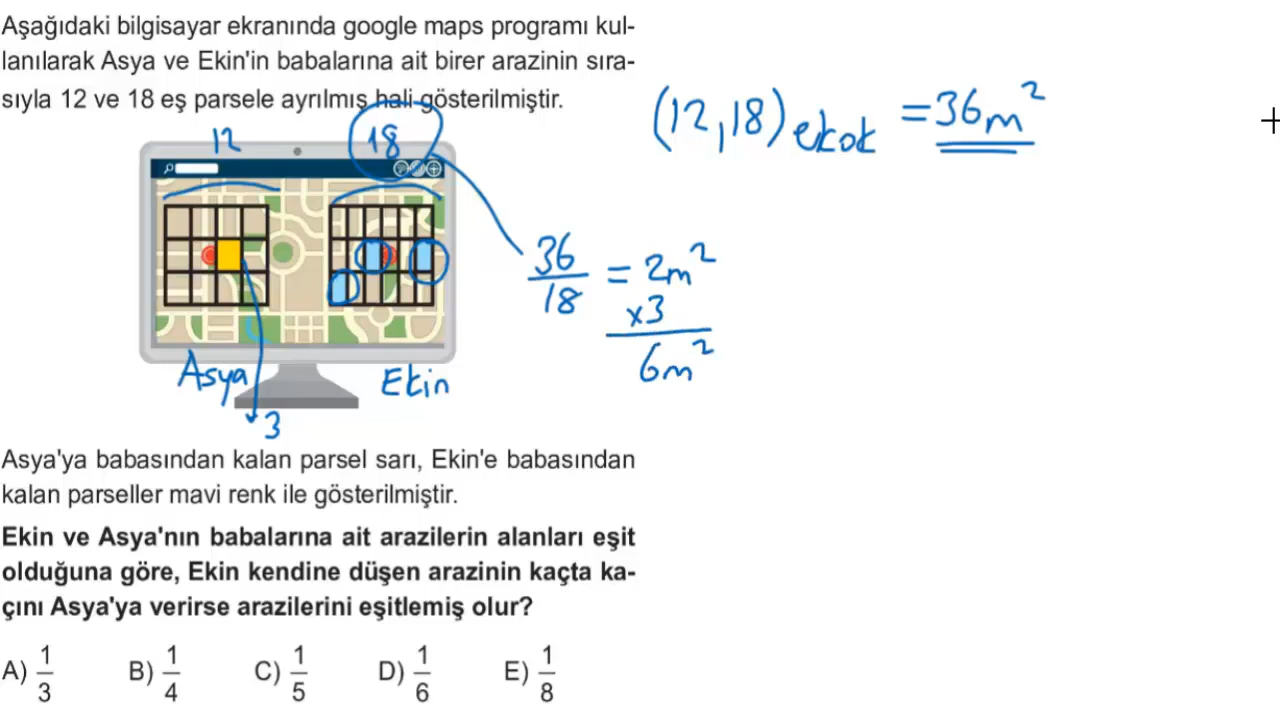 Aşağıdaki bilgisayar ekranında google maps programı kul-
lanılarak Asya ve Ekin'in babalarına ait birer arazinin sıra-
sıyla 12 ve 18 eş parsele ayrılmış hali gösterilmiştir.
(12,18) ekok = 36m²
12
18
36/18 = 2m²
x3
6m²
Asya
Ekin
3
Asya'ya babasından kalan parsel sarı, Ekin'e babasından
kalan parseller mavi renk ile gösterilmiştir.
Ekin ve Asya'nın babalarına ait arazilerin alanları eşit
olduğuna göre, Ekin kendine düşen arazinin kaçta ka-
çını Asya'ya verirse arazilerini eşitlemiş olur?
A) 1/3 B) 1/4 C) 1/5 D) 1/6 E) 1/8